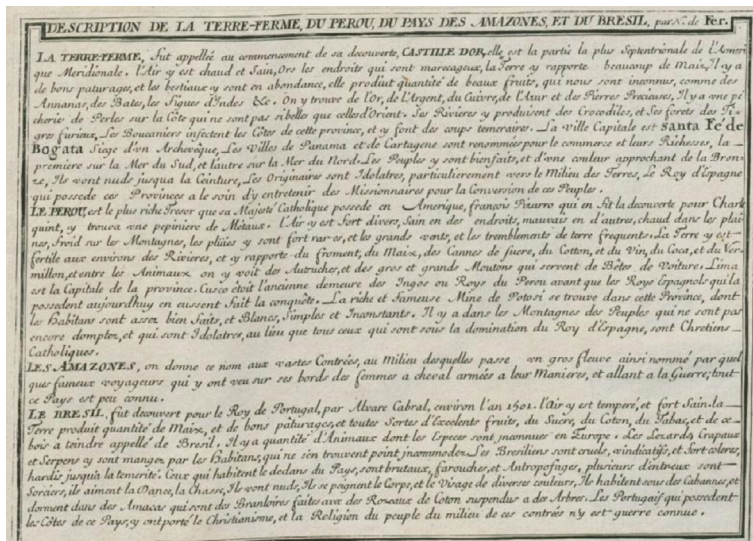 DESCRIPTION DE LA TERRE-FERME, DU PEROU, DU PAYS DES AMAZONES, ET DU BRESIL, par N. de Fer.
LA TERRE-FERME, fut appellée au commencement de sa decouverte, CASTILLE D'OR, elle est la partie la plus Septentrionale de l'Ameri
que Meridionale. l'Air y est chaud et Sain, Ors les endroits qui sont marecageux, la Terre y rapporte beaucoup de Maix, Il y a
de bons paturages, et les bestiaux y sont en abondance, elle produit quantité de beaux fruits, qui nous sont inconnus, comme des
Annanas, des Bates, les Figues d'Indes &c. On y trouve de l'Or, de l'Argent, du Cuivre, de l'Azur et des Pierres Precieuses, Il y a une pê
cherie de Perles sur la Côte qui ne sont pas si belles que celles d'Orient. Ses Rivieres y produisent des Crocodiles, et Ses forets des Ti-
gres furieux, Les Boucaniers infectent les Côtes de cette province, et y font des coups temeraires. La ville Capitale est Santa Fé de
Bogata Siege d'vn Archevêque, Les Villes de Panama et de Cartagene sont renommées pour le commerce et leurs Richesses, la
premiere sur la Mer du Sud, et l'autre sur la Mer du Nord. Les Peuples y sont bienfaits, et d'une couleur approchant de la Bron-
ze, Ils vont nuds jusqua la Ceinture, Les Originaires sont Idolatres, particulierement vers le Milieu des Terres, Le Roy d'Espagne
qui possede ces Provinces a le soin d'y entretenir des Missionnaires pour la Conversion de ces Peuples.
LE PEROU, est le plus riche Tresor que sa Majesté Catholique possede en Amerique, françois Pizarro qui en fit la decouverte pour Charle
quint, y trouva une pepiniere de Metaux. l'Air y est fort divers, Sain en des endroits, mauvais en d'autres, chaud dans les plai
nes, froid sur les Montagnes, les pluies y sont fort rares, et les grands vents, et les tremblements de terre frequents. La Terre y est
fertile aux environs des Rivieres, et y rapporte du froment, du Maix, des Cannes de sucre, du Cotton, et du Vin, du Coca, et du Ver
millon, et entre les Animaux on y voit des Autruches, et des gros et grands Moutons qui servent de Bêtes de Voiture. Lima
est la Capitale de la province. Cusco étoit l'ancienne demeure des Ingas ou Roys du Perou avant que les Roys Espagnols qui la
possedent aujourdhuy en eussent fait la conquête. La riche et fameuse Mine de Potosi se trouve dans cette Province, dont
les Habitans sont assez bien faits, et Blancs, Simples et Inconstants. Il y a dans les Montagnes des Peuples qui ne sont pas
encore domptez, et qui sont Idolatres, au lieu que tous ceux qui sont sous la domination du Roy d'Espagne, sont Chretiens
Catholiques.
LES AMAZONES, on donne ce nom aux vastes Contrées, au Milieu desquelles passe vn gros fleuve ainsi nommé par quel
ques fameux voyageurs qui y ont veu sur ses bords des femmes a cheval armées a leur Manieres, et allant a la Guerre; tout
ce Pays est peu connu.
LE BRESIL, fut decouvert pour le Roy de Portugal, par Alvare Cabral, environ l'an 1501. l'Air y est temperé, et fort Sain la
Terre produit quantité de Maix, et de bons paturages, et toutes Sortes d'Excelents fruits, du Sucre, du Coton, du Tabac, et de ce
bois a teindre appellé de Bresil. Il y a quantité d'Animaux dont les Especes sont jnconnuer en Europe. Les Lezards, Crapaux
et Serpens y sont mangez par les Habitans, qui ne s'en trouvent point jncommodez. Les Bresiliens sont cruels, vindicatifs, et fort coleres,
hardis jusqu'a la temerité. Ceux qui habitent le dedans du Pays, sont brutaux, farouches, et Antropofages, plusieurs d'entreux sont
Sorciers, ils aiment la Dance, la Chasse, Ils vont nuds, Ils se peignent le Corps, et le Visage de diverses couleurs, Ils habitent sous des Cabannes, et
dorment dans des Amacas qui sont des Branloires faites avec des Rozeaux de Coton suspendus a des Arbres. Les Portugais qui possedent
les Côtes de ce Pays, y ont porté le Christianisme, et la Religion du peuple du milieu de ces contrées n'y est guerre connue.